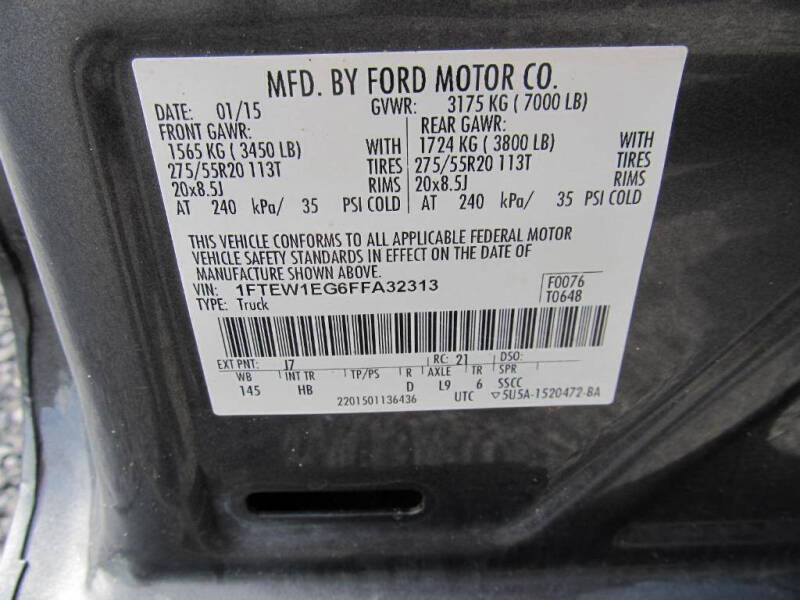 MFD. BY FORD MOTOR CO.
DATE: 01/15 GVWR: 3175 KG ( 7000 LB)
FRONT GAWR: REAR GAWR:
1565 KG ( 3450 LB) WITH 1724 KG ( 3800 LB) WITH
275/55R20 113T TIRES 275/55R20 113T TIRES
20x8.5J RIMS 20x8.5J RIMS
AT 240 kPa/ 35 PSI COLD AT 240 kPa/ 35 PSI COLD
THIS VEHICLE CONFORMS TO ALL APPLICABLE FEDERAL MOTOR
VEHICLE SAFETY STANDARDS IN EFFECT ON THE DATE OF
MANUFACTURE SHOWN ABOVE.
VIN: 1FTEW1EG6FFA32313 F0076
TYPE: Truck T0648
EXT PNT: J7 RC: 21 DSO:
WB INT TR TP/PS R AXLE TR SPR
145 HB D L9 6 SSCC
2201501136436 UTC ▽5U5A-1520472-BA